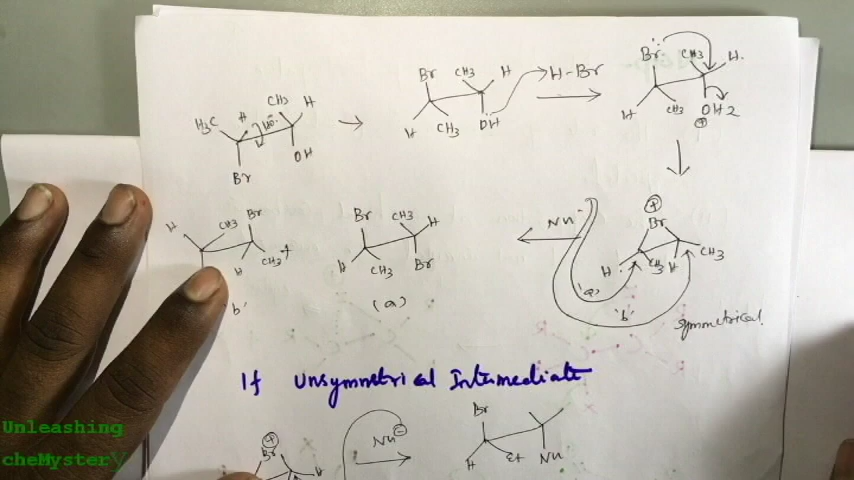 H3C H CH3 H 180° OH Br
Br CH3 H H CH3 OH
H-Br
Br CH3 H. H CH3 OH2 ⊕
H CH3 Br H CH3 +
'b'
Br CH3 H H CH3 Br
(a)
Nu-
'a'
'b'
⊕ Br H CH3 H CH3
Symmetrical.
If Unsymmetrical Intermediate
⊕ Br H
Nu⊖
Br H Et Nu
Unleashing
cheMysterY